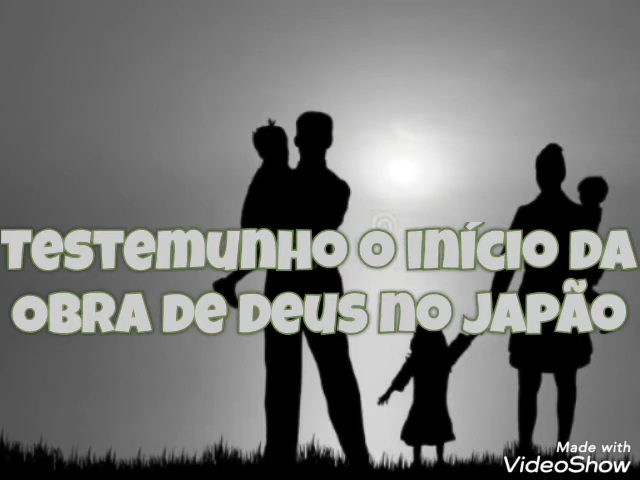 Testemunho o início da
obra de Deus no Japão
Made with
VideoShow